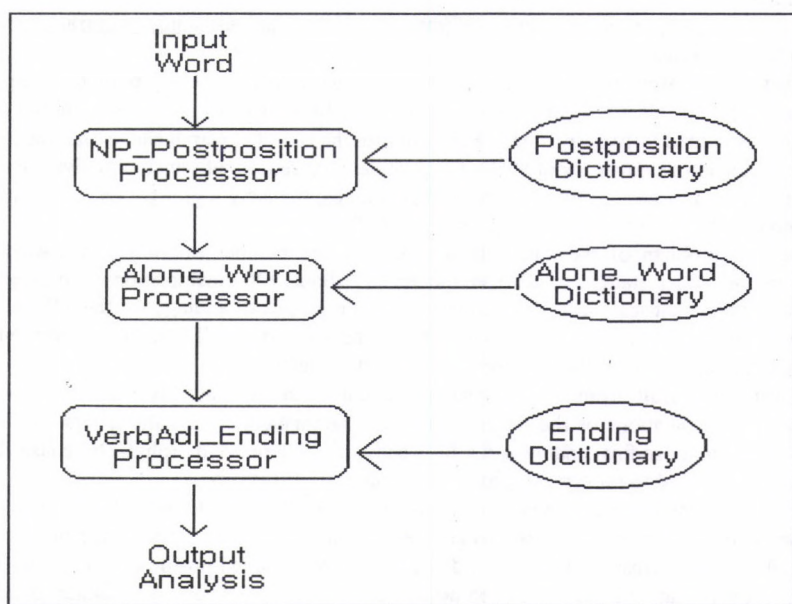 Input
Word
NP_Postposition
Processor
Postposition
Dictionary
Alone_Word
Processor
Alone_Word
Dictionary
VerbAdj_Ending
Processor
Ending
Dictionary
Output
Analysis